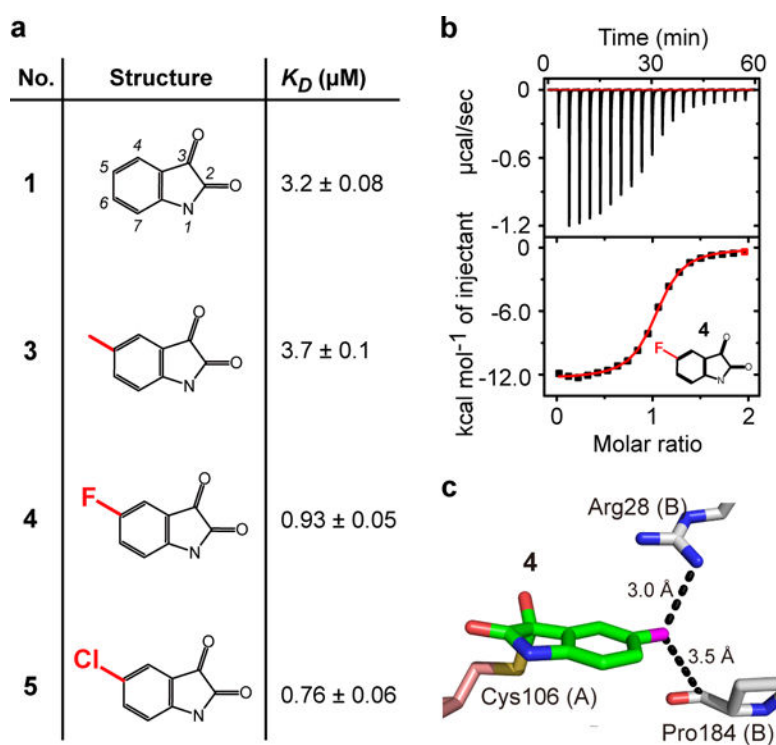 a
No. Structure K_D (μM)
1 4 3 O 5 2 O 6 7 N 1 3.2 ± 0.08
3 O O N 3.7 ± 0.1
4 F O O N 0.93 ± 0.05
5 Cl O O N 0.76 ± 0.06
b
Time (min)
0 30 60
μcal/sec
0
-0.6
-1.2
kcal mol⁻¹ of injectant
0
-6.0
-12.0
4
F O O N
0 1 2
Molar ratio
c
Arg28 (B)
4
3.0 Å
3.5 Å
Cys106 (A)
Pro184 (B)